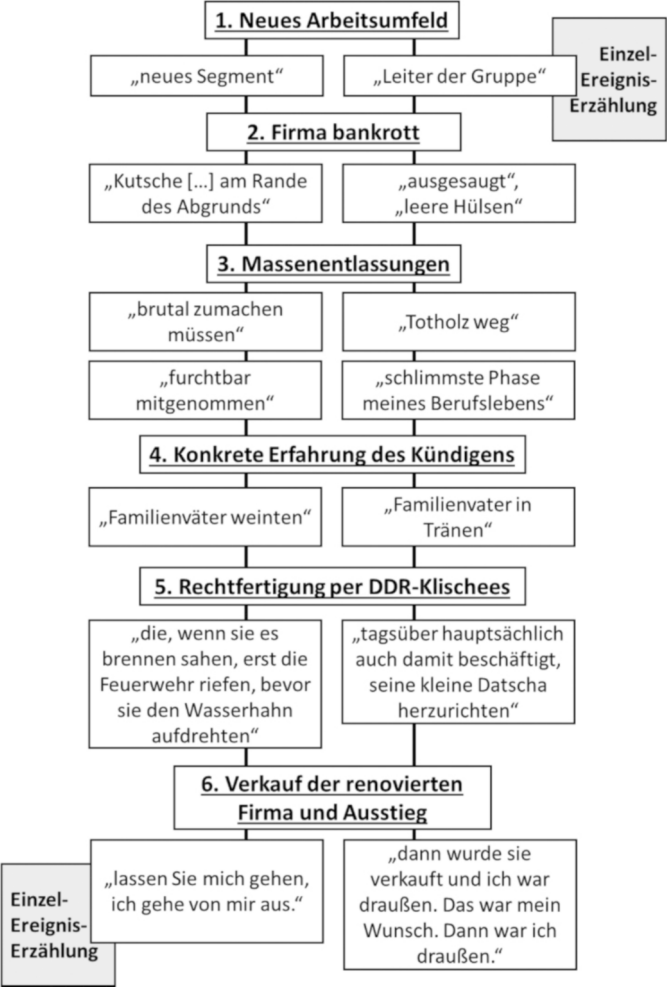 1. Neues Arbeitsumfeld
Einzel-
Ereignis-
Erzählung
„neues Segment“
„Leiter der Gruppe“
2. Firma bankrott
„Kutsche […] am Rande
des Abgrunds“
„ausgesaugt“,
„leere Hülsen“
3. Massenentlassungen
„brutal zumachen
müssen“
„Totholz weg“
„furchtbar
mitgenommen“
„schlimmste Phase
meines Berufslebens“
4. Konkrete Erfahrung des Kündigens
„Familienväter weinten“
„Familienvater in
Tränen“
5. Rechtfertigung per DDR-Klischees
„die, wenn sie es
brennen sahen, erst die
Feuerwehr riefen, bevor
sie den Wasserhahn
aufdrehten“
„tagsüber hauptsächlich
auch damit beschäftigt,
seine kleine Datscha
herzurichten“
6. Verkauf der renovierten
Firma und Ausstieg
„lassen Sie mich gehen,
ich gehe von mir aus.“
„dann wurde sie
verkauft und ich war
draußen. Das war mein
Wunsch. Dann war ich
draußen.“
Einzel-
Ereignis-
Erzählung